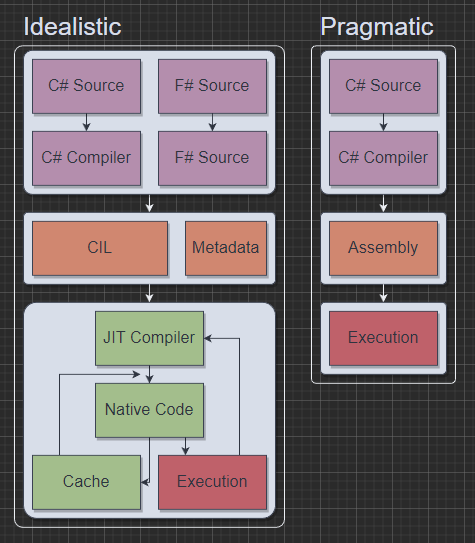 Idealistic
Pragmatic
C# Source
F# Source
C# Source
C# Compiler
F# Source
C# Compiler
CIL
Metadata
Assembly
JIT Compiler
Execution
Native Code
Cache
Execution